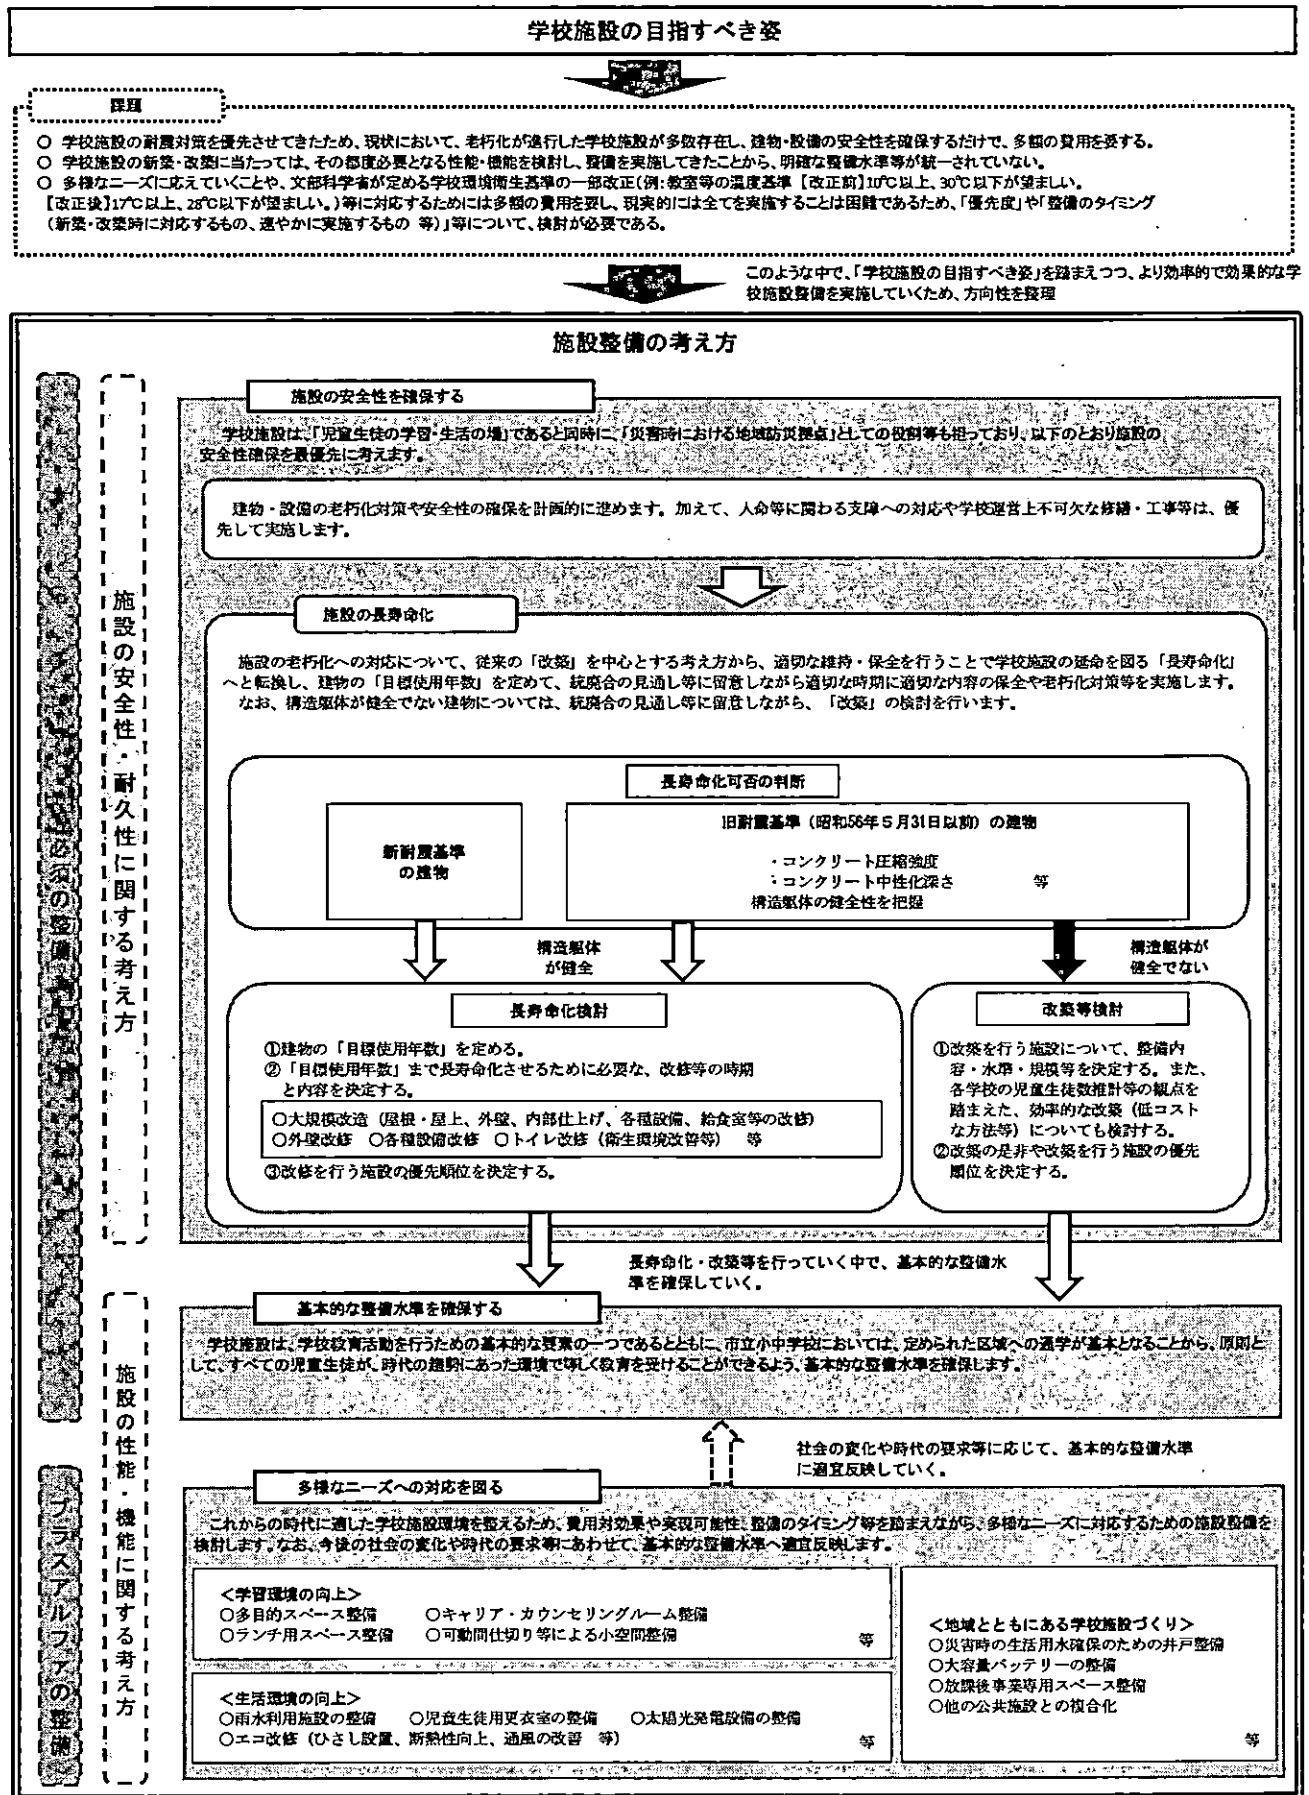 学校施設の目指すべき姿
課題
○ 学校施設の耐震対策を優先させてきたため、現状において、老朽化が進行した学校施設が多数存在し、建物・設備の安全性を確保するだけで、多額の費用を要する。
○ 学校施設の新築・改築に当たっては、その都度必要となる性能・機能を検討し、整備を実施してきたことから、明確な整備水準等が統一されていない。
○ 多様なニーズに応えていくことや、文部科学省が定める学校環境衛生基準の一部改正(例:教室等の温度基準 【改正前】10℃以上、30℃以下が望ましい。
【改正後】17℃以上、28℃以下が望ましい。)等に対応するためには多額の費用を要し、現実的には全てを実施することは困難であるため、「優先度」や「整備のタイミング
(新築・改築時に対応するもの、速やかに実施するもの 等)」等について、検討が必要である。
このような中で、「学校施設の目指すべき姿」を踏まえつつ、より効率的で効果的な学
校施設整備を実施していくため、方向性を整理
施設整備の考え方
必須の整備
施設の安全性・耐久性に関する考え方
施設の安全性を確保する
学校施設は、「児童生徒の学習・生活の場」であると同時に、「災害時における地域防災拠点」としての役割等も担っており、以下のとおり施設の
安全性確保を最優先に考えます。
建物・設備の老朽化対策や安全性の確保を計画的に進めます。加えて、人命等に関わる支障への対応や学校運営上不可欠な修繕・工事等は、優
先して実施します。
施設の長寿命化
施設の老朽化への対応について、従来の「改築」を中心とする考え方から、適切な維持・保全を行うことで学校施設の延命を図る「長寿命化」
へと転換し、建物の「目標使用年数」を定めて、統廃合の見通し等に留意しながら適切な時期に適切な内容の保全や老朽化対策等を実施します。
なお、構造躯体が健全でない建物については、統廃合の見通し等に留意しながら、「改築」の検討を行います。
長寿命化可否の判断
新耐震基準
の建物
旧耐震基準(昭和56年5月31日以前)の建物
・コンクリート圧縮強度
・コンクリート中性化深さ 等
構造躯体の健全性を把握
構造躯体
が健全
構造躯体が
健全でない
長寿命化検討
①建物の「目標使用年数」を定める。
②「目標使用年数」まで長寿命化させるために必要な、改修等の時期
と内容を決定する。
○大規模改造(屋根・屋上、外壁、内部仕上げ、各種設備、給食室等の改修)
○外壁改修 ○各種設備改修 ○トイレ改修(衛生環境改善等) 等
③改修を行う施設の優先順位を決定する。
改築等検討
①改築を行う施設について、整備内
容・水準・規模等を決定する。また、
各学校の児童生徒数推計等の観点を
踏まえた、効率的な改築(低コスト
な方法等)についても検討する。
②改築の是非や改築を行う施設の優先
順位を決定する。
長寿命化・改築等を行っていく中で、基本的な整備水
準を確保していく。
施設の性能・機能に関する考え方
基本的な整備水準を確保する
学校施設は、学校教育活動を行うための基本的な要素の一つであるとともに、市立小中学校においては、定められた区域への通学が基本となることから、原則と
して、すべての児童生徒が、時代の趨勢にあった環境で等しく教育を受けることができるよう、基本的な整備水準を確保します。
社会の変化や時代の要求等に応じて、基本的な整備水準
に適宜反映していく。
プラスアルファの整備
多様なニーズへの対応を図る
これからの時代に適した学校施設環境を整えるため、費用対効果や実現可能性、整備のタイミング等を踏まえながら、多様なニーズに対応するための施設整備を
検討します。なお、今後の社会の変化や時代の要求等にあわせて、基本的な整備水準へ適宜反映します。
＜学習環境の向上＞
○多目的スペース整備 ○キャリア・カウンセリングルーム整備
○ランチ用スペース整備 ○可動間仕切り等による小空間整備 等
＜生活環境の向上＞
○雨水利用施設の整備 ○児童生徒用更衣室の整備 ○太陽光発電設備の整備
○エコ改修(ひさし設置、断熱性向上、通風の改善 等) 等
＜地域とともにある学校施設づくり＞
○災害時の生活用水確保のための井戸整備
○大容量バッテリーの整備
○放課後事業専用スペース整備
○他の公共施設との複合化
等